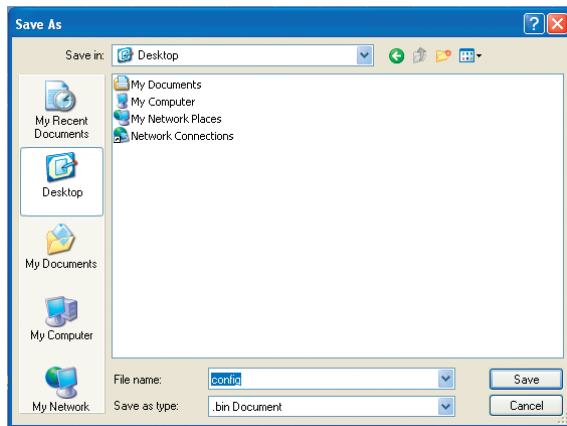 Save As
Save in: Desktop
My Recent
Documents
Desktop
My Documents
My Computer
My Network
My Documents
My Computer
My Network Places
Network Connections
File name: config
Save as type: .bin Document
Save
Cancel